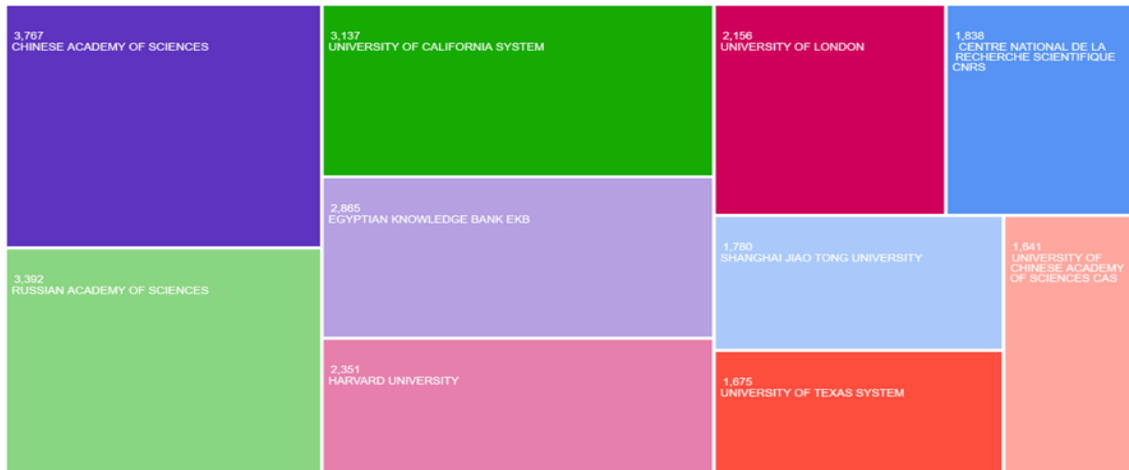 3,767
CHINESE ACADEMY OF SCIENCES
3,392
RUSSIAN ACADEMY OF SCIENCES
3,137
UNIVERSITY OF CALIFORNIA SYSTEM
2,865
EGYPTIAN KNOWLEDGE BANK EKB
2,351
HARVARD UNIVERSITY
2,156
UNIVERSITY OF LONDON
1,838
CENTRE NATIONAL DE LA
RECHERCHE SCIENTIFIQUE
CNRS
1,780
SHANGHAI JIAO TONG UNIVERSITY
1,675
UNIVERSITY OF TEXAS SYSTEM
1,641
UNIVERSITY OF
CHINESE ACADEMY
OF SCIENCES CAS